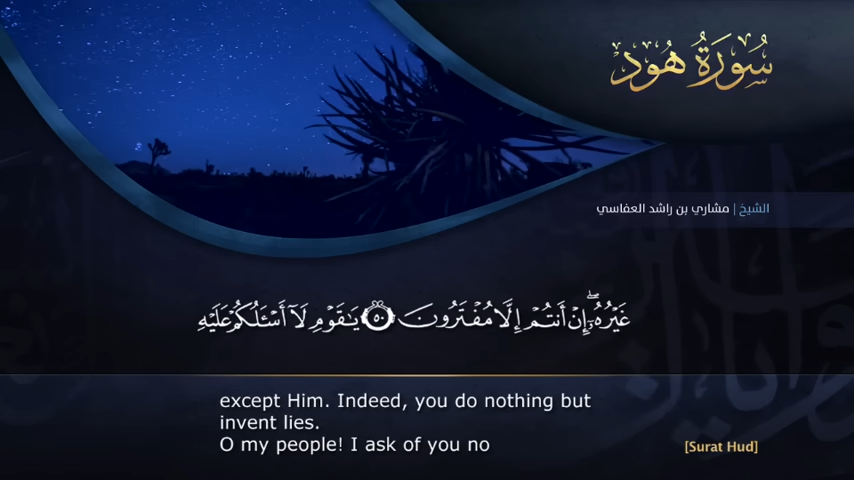 سُورَةُ هُود
الشيخ | مشاري بن راشد العفاسي
غَيْرُهُۥٓ ۖ إِنْ أَنتُمْ إِلَّا مُفْتَرُونَ ٥٠ يَـٰقَوْمِ لَآ أَسْـَٔلُكُمْ عَلَيْهِ
except Him. Indeed, you do nothing but
invent lies.
O my people! I ask of you no
[Surat Hud]